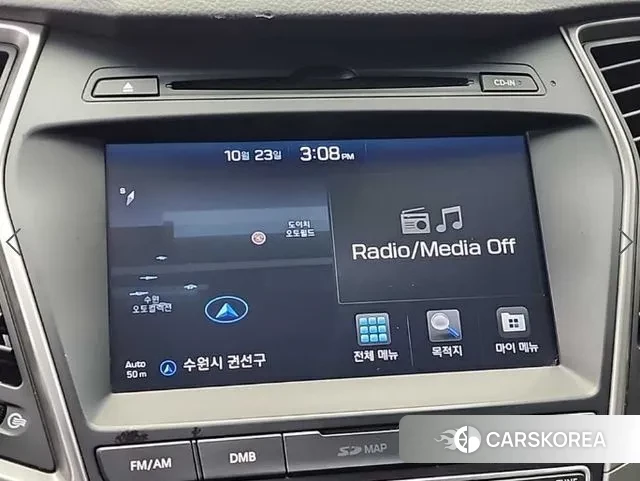 CD-IN
10월 23일 3:08 PM
S
도이치
오토월드
Radio/Media Off
수원
오토컬렉션
Auto
50 m
수원시 권선구
전체 메뉴
목적지
마이 메뉴
FM/AM
DMB
SD MAP
CARSKOREA